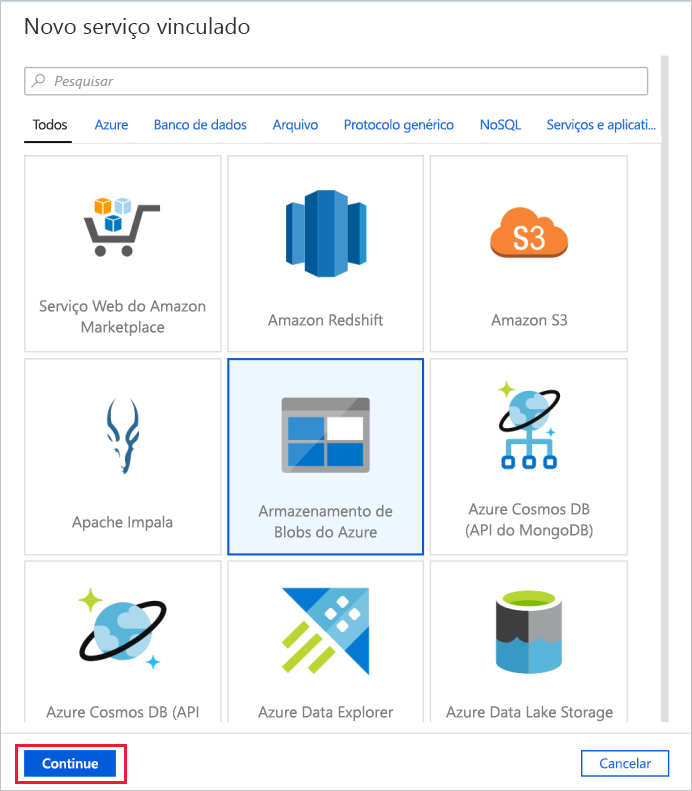 Novo serviço vinculado
Pesquisar
Todos Azure Banco de dados Arquivo Protocolo genérico NoSQL Serviços e aplicati...
Serviço Web do Amazon
Marketplace
Amazon Redshift
S3
Amazon S3
Apache Impala
Armazenamento de
Blobs do Azure
Azure Cosmos DB
(API do MongoDB)
Azure Cosmos DB (API
Azure Data Explorer
Azure Data Lake Storage
Continue
Cancelar